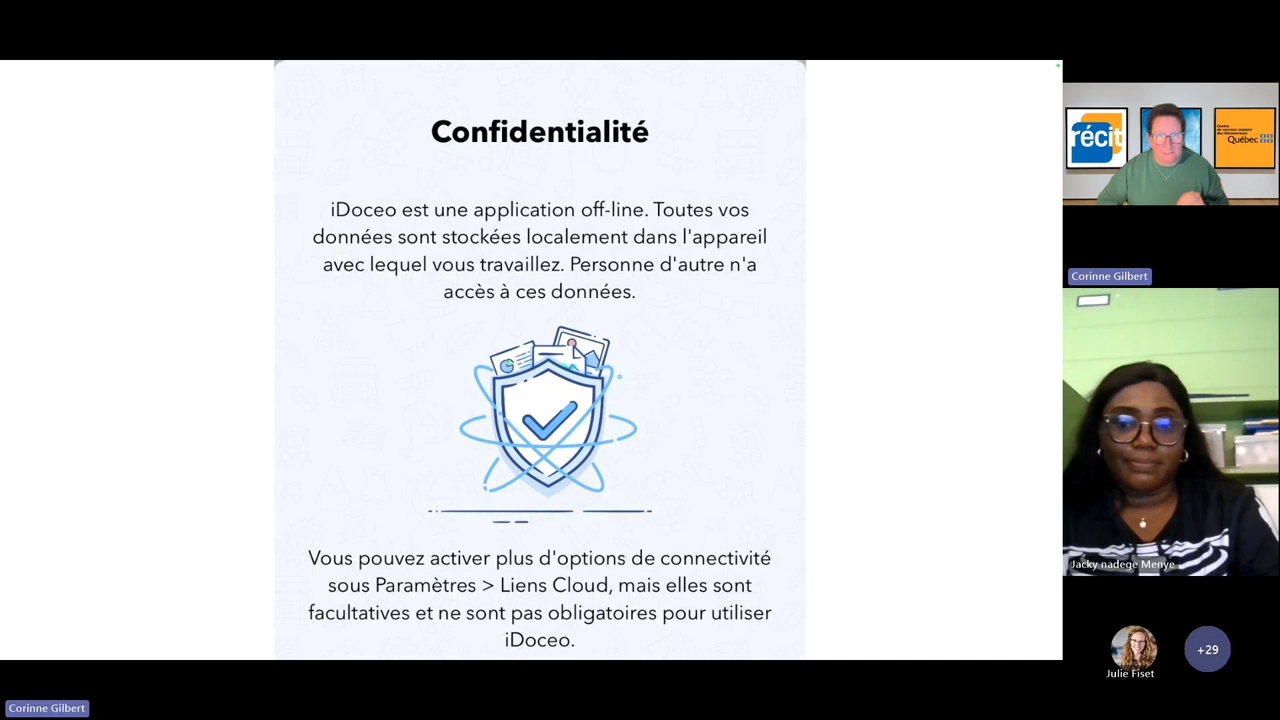 Confidentialité
iDoceo est une application off-line. Toutes vos
données sont stockées localement dans l'appareil
avec lequel vous travaillez. Personne d'autre n'a
accès à ces données.
Vous pouvez activer plus d'options de connectivité
sous Paramètres > Liens Cloud, mais elles sont
facultatives et ne sont pas obligatoires pour utiliser
iDoceo.
Corinne Gilbert
récit
Québec
Corinne Gilbert
Jacky nadege Menye
Julie Fiset
+29